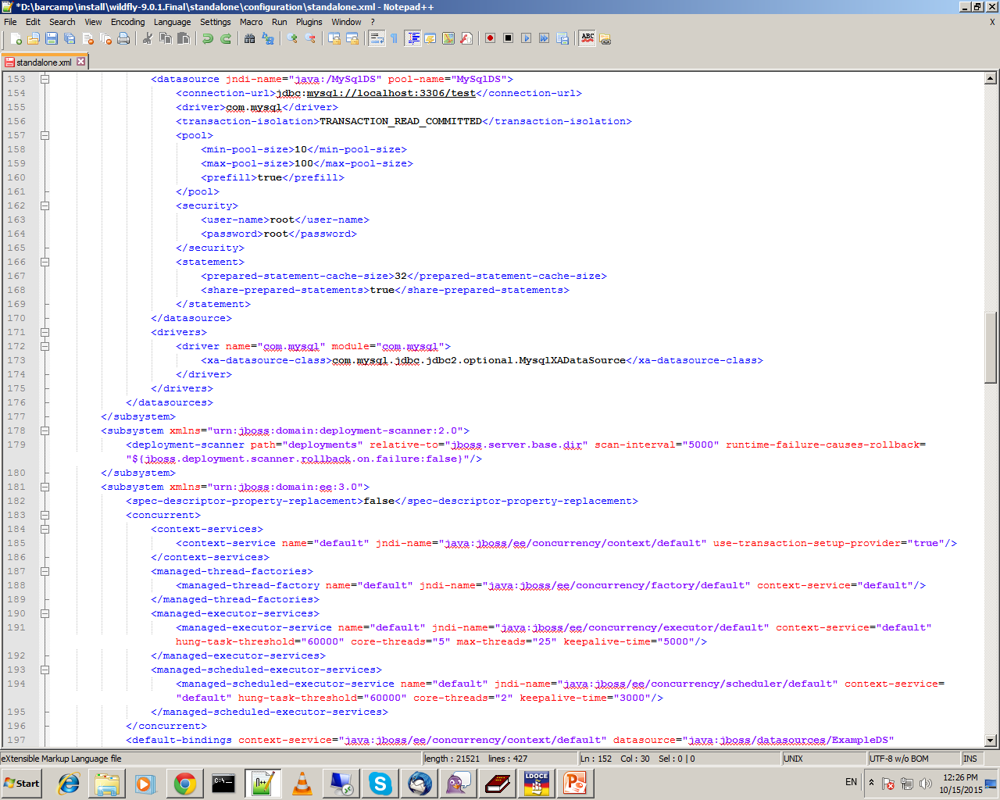 *D:\barcamp\install\wildfly-9.0.1.Final\standalone\configuration\standalone.xml - Notepad++
File Edit Search View Encoding Language Settings Macro Run Plugins Window ? X
standalone.xml
153 <datasource jndi-name="java:/MySqlDS" pool-name="MySqlDS">
154 <connection-url>jdbc:mysql://localhost:3306/test</connection-url>
155 <driver>com.mysql</driver>
156 <transaction-isolation>TRANSACTION_READ_COMMITTED</transaction-isolation>
157 <pool>
158 <min-pool-size>10</min-pool-size>
159 <max-pool-size>100</max-pool-size>
160 <prefill>true</prefill>
161 </pool>
162 <security>
163 <user-name>root</user-name>
164 <password>root</password>
165 </security>
166 <statement>
167 <prepared-statement-cache-size>32</prepared-statement-cache-size>
168 <share-prepared-statements>true</share-prepared-statements>
169 </statement>
170 </datasource>
171 <drivers>
172 <driver name="com.mysql" module="com.mysql">
173 <xa-datasource-class>com.mysql.jdbc.jdbc2.optional.MysqlXADataSource</xa-datasource-class>
174 </driver>
175 </drivers>
176 </datasources>
177 </subsystem>
178 <subsystem xmlns="urn:jboss:domain:deployment-scanner:2.0">
179 <deployment-scanner path="deployments" relative-to="jboss.server.base.dir" scan-interval="5000" runtime-failure-causes-rollback=
"${jboss.deployment.scanner.rollback.on.failure:false}"/>
180 </subsystem>
181 <subsystem xmlns="urn:jboss:domain:ee:3.0">
182 <spec-descriptor-property-replacement>false</spec-descriptor-property-replacement>
183 <concurrent>
184 <context-services>
185 <context-service name="default" jndi-name="java:jboss/ee/concurrency/context/default" use-transaction-setup-provider="true"/>
186 </context-services>
187 <managed-thread-factories>
188 <managed-thread-factory name="default" jndi-name="java:jboss/ee/concurrency/factory/default" context-service="default"/>
189 </managed-thread-factories>
190 <managed-executor-services>
191 <managed-executor-service name="default" jndi-name="java:jboss/ee/concurrency/executor/default" context-service="default"
hung-task-threshold="60000" core-threads="5" max-threads="25" keepalive-time="5000"/>
192 </managed-executor-services>
193 <managed-scheduled-executor-services>
194 <managed-scheduled-executor-service name="default" jndi-name="java:jboss/ee/concurrency/scheduler/default" context-service=
"default" hung-task-threshold="60000" core-threads="2" keepalive-time="3000"/>
195 </managed-scheduled-executor-services>
196 </concurrent>
197 <default-bindings context-service="java:jboss/ee/concurrency/context/default" datasource="java:jboss/datasources/ExampleDS"
eXtensible Markup Language file length : 21521 lines : 427 Ln : 152 Col : 30 Sel : 0 | 0 UNIX UTF-8 w/o BOM INS
Start LDOCE EN 12:26 PM
10/15/2015